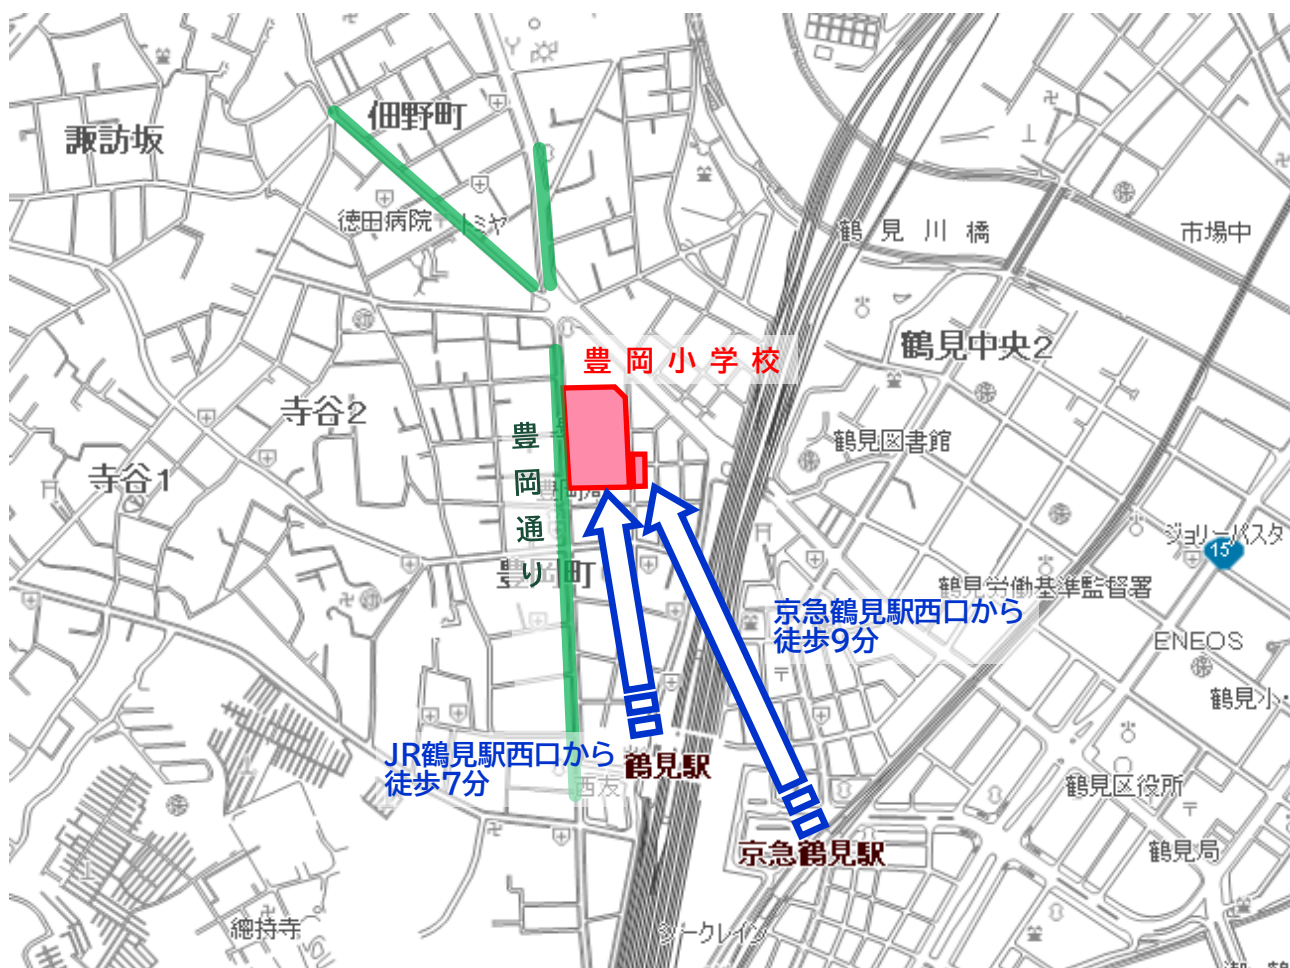 佃野町
諏訪坂
徳田病院
トミヤ
鶴見川橋
市場中
鶴見中央2
豊岡小学校
寺谷2
鶴見図書館
豊岡通り
寺谷1
ジョリーパスタ
15
豊岡町
鶴見労働基準監督署
京急鶴見駅西口から
徒歩9分
ENEOS
鶴見小
JR鶴見駅西口から
徒歩7分
鶴見駅
西友
鶴見区役所
京急鶴見駅
鶴見局
總持寺
シークレイン